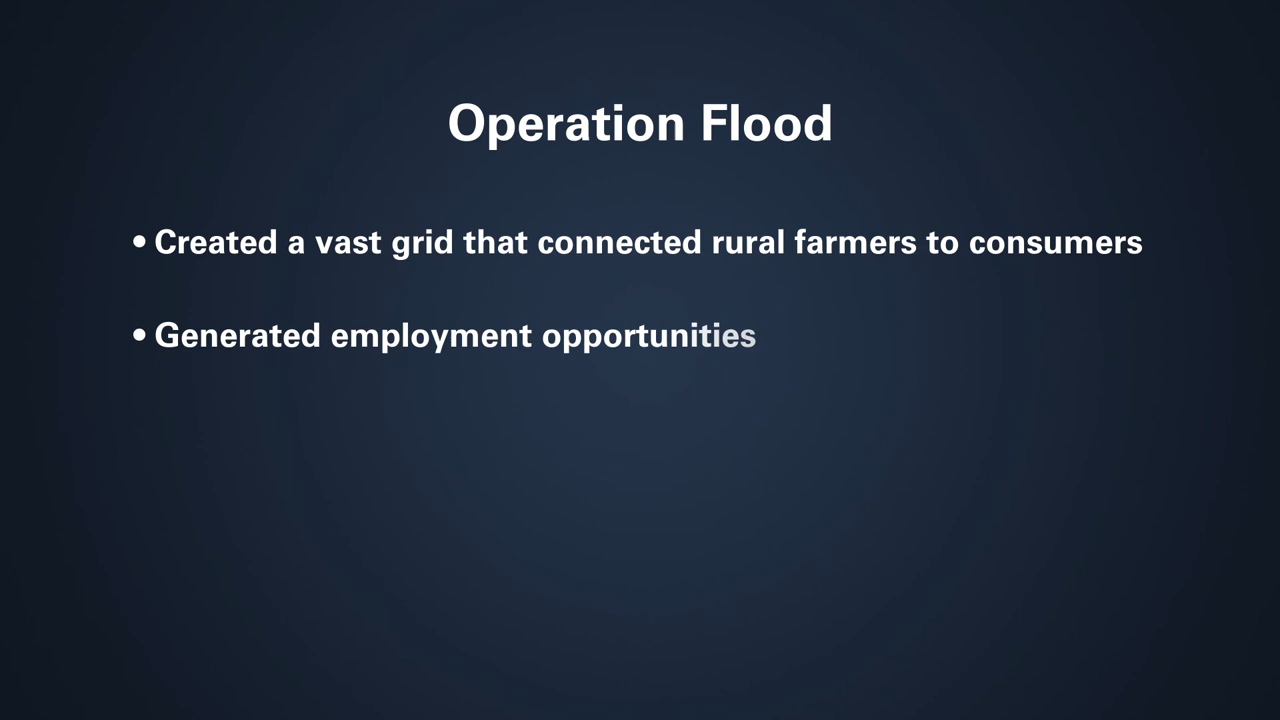 Operation Flood
• Created a vast grid that connected rural farmers to consumers
• Generated employment opportunities